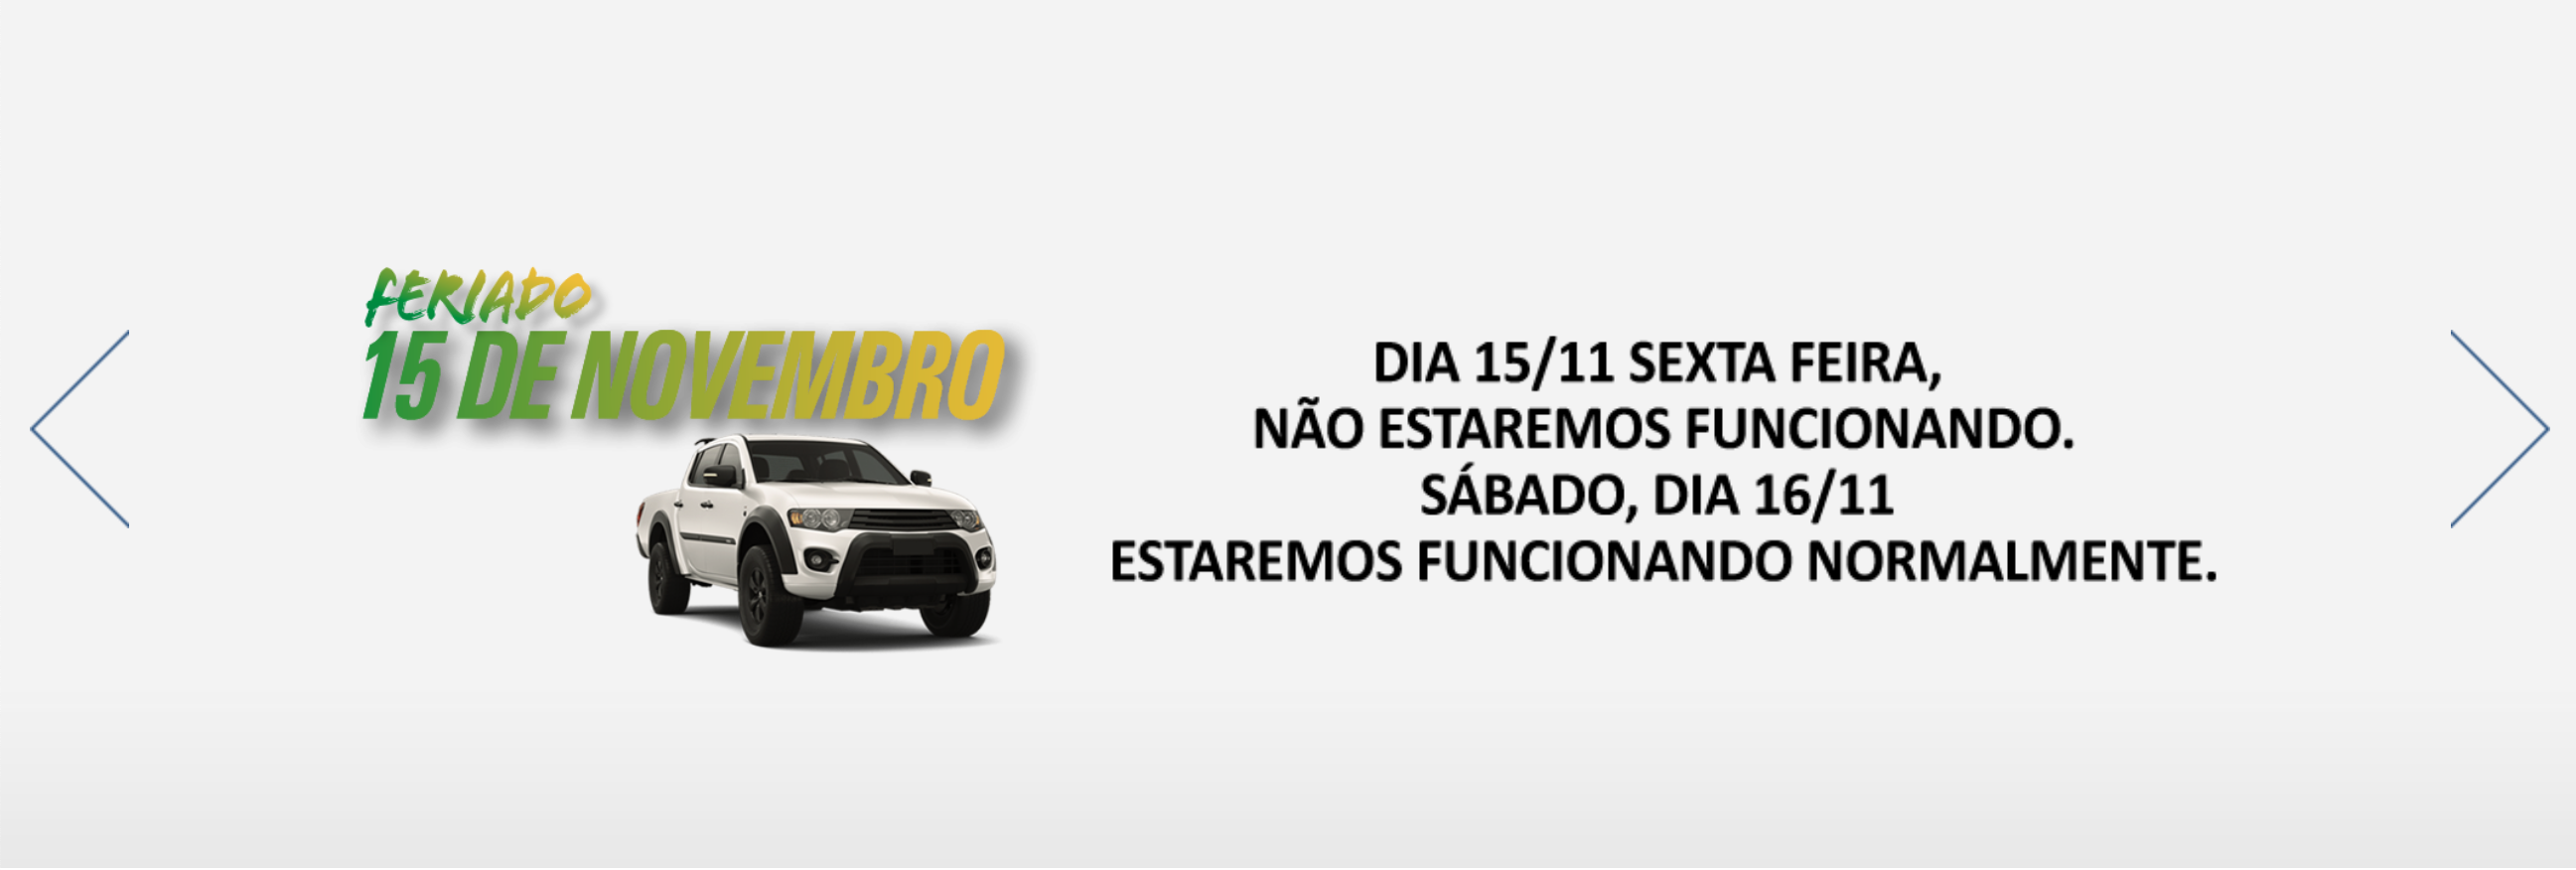 FERIADO
15 DE NOVEMBRO
DIA 15/11 SEXTA FEIRA,
NÃO ESTAREMOS FUNCIONANDO.
SÁBADO, DIA 16/11
ESTAREMOS FUNCIONANDO NORMALMENTE.